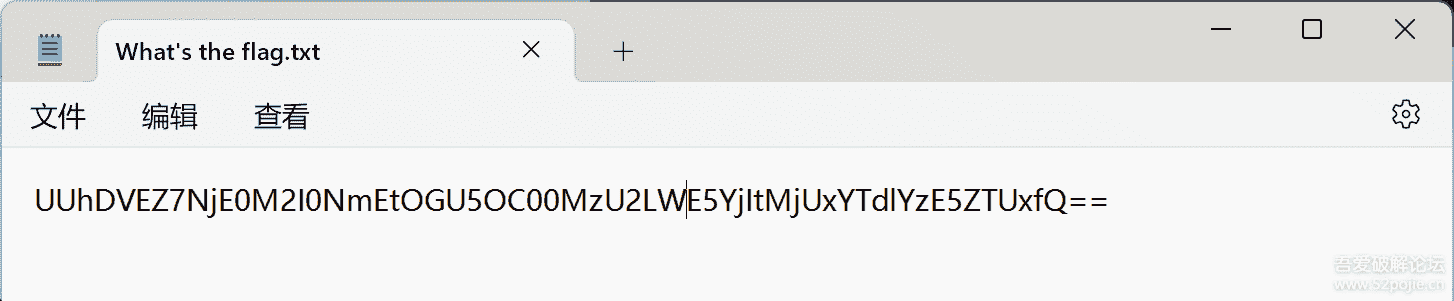 What's the flag.txt
文件 编辑 查看
UUhDVEZ7NjE0M2I0NmEtOGU5OC00MzU2LWE5YjItMjUxYTdlYzE5ZTUxfQ==
吾爱破解论坛
www.52pojie.cn